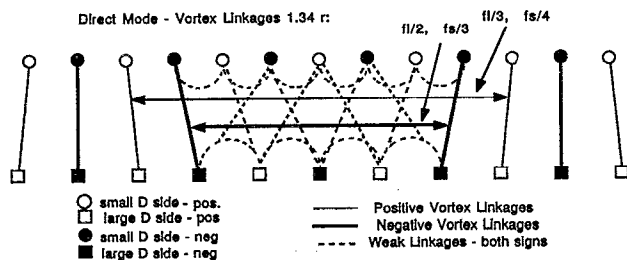 Direct Mode - Vortex Linkages 1.34 r:
fl/2, fs/3
fl/3, fs/4
small D side - pos.
large D side - pos
small D side - neg
large D side - neg
Positive Vortex Linkages
Negative Vortex Linkages
Weak Linkages - both signs